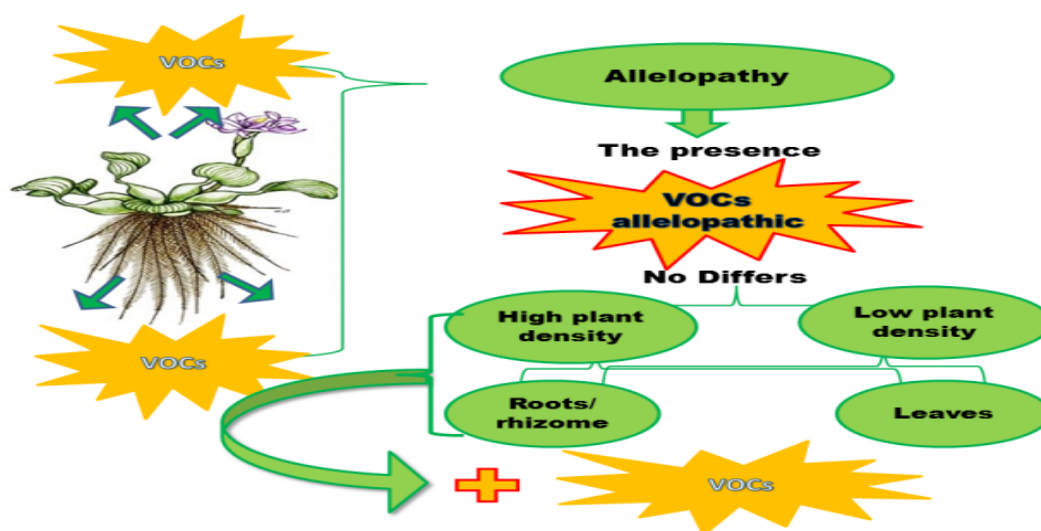 VOCs
VOCs
Allelopathy
The presence
VOCs
allelopathic
No Differs
High plant
density
Low plant
density
Roots/
rhizome
Leaves
VOCs